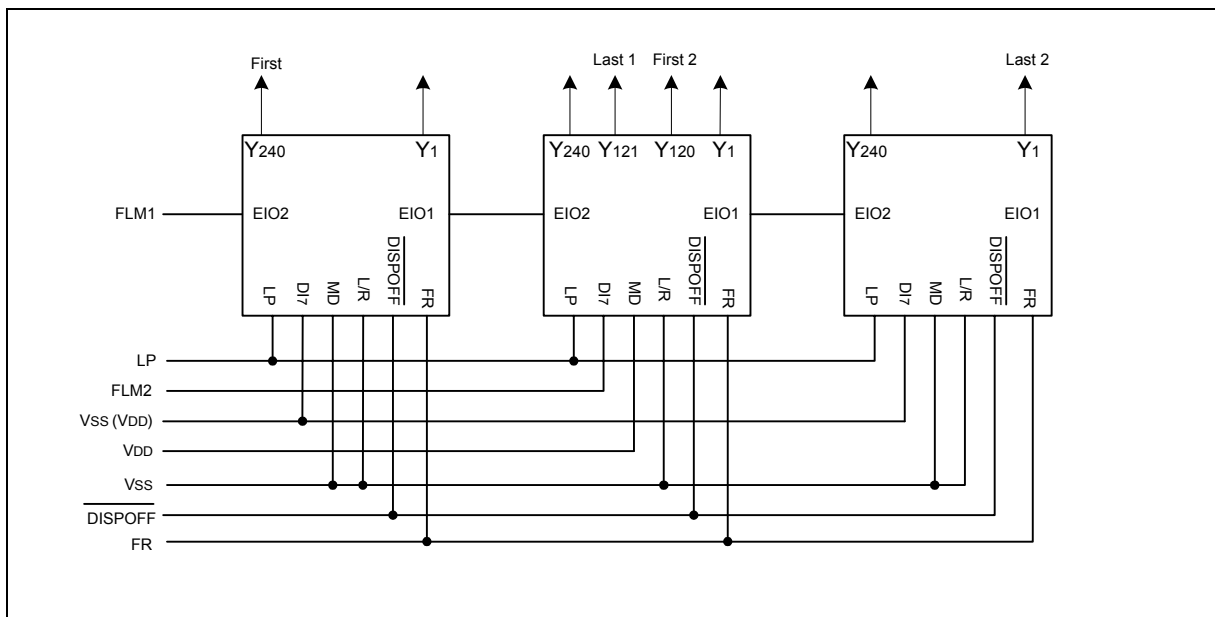 First Last 1 First 2 Last 2
Y240 Y1 Y240 Y121 Y120 Y1 Y240 Y1
FLM1 EIO2 EIO1 EIO2 EIO1 EIO2 EIO1
LP DI7 MD L/R DISPOFF FR LP DI7 MD L/R DISPOFF FR LP DI7 MD L/R DISPOFF FR
LP
FLM2
VSS (VDD)
VDD
VSS
DISPOFF
FR